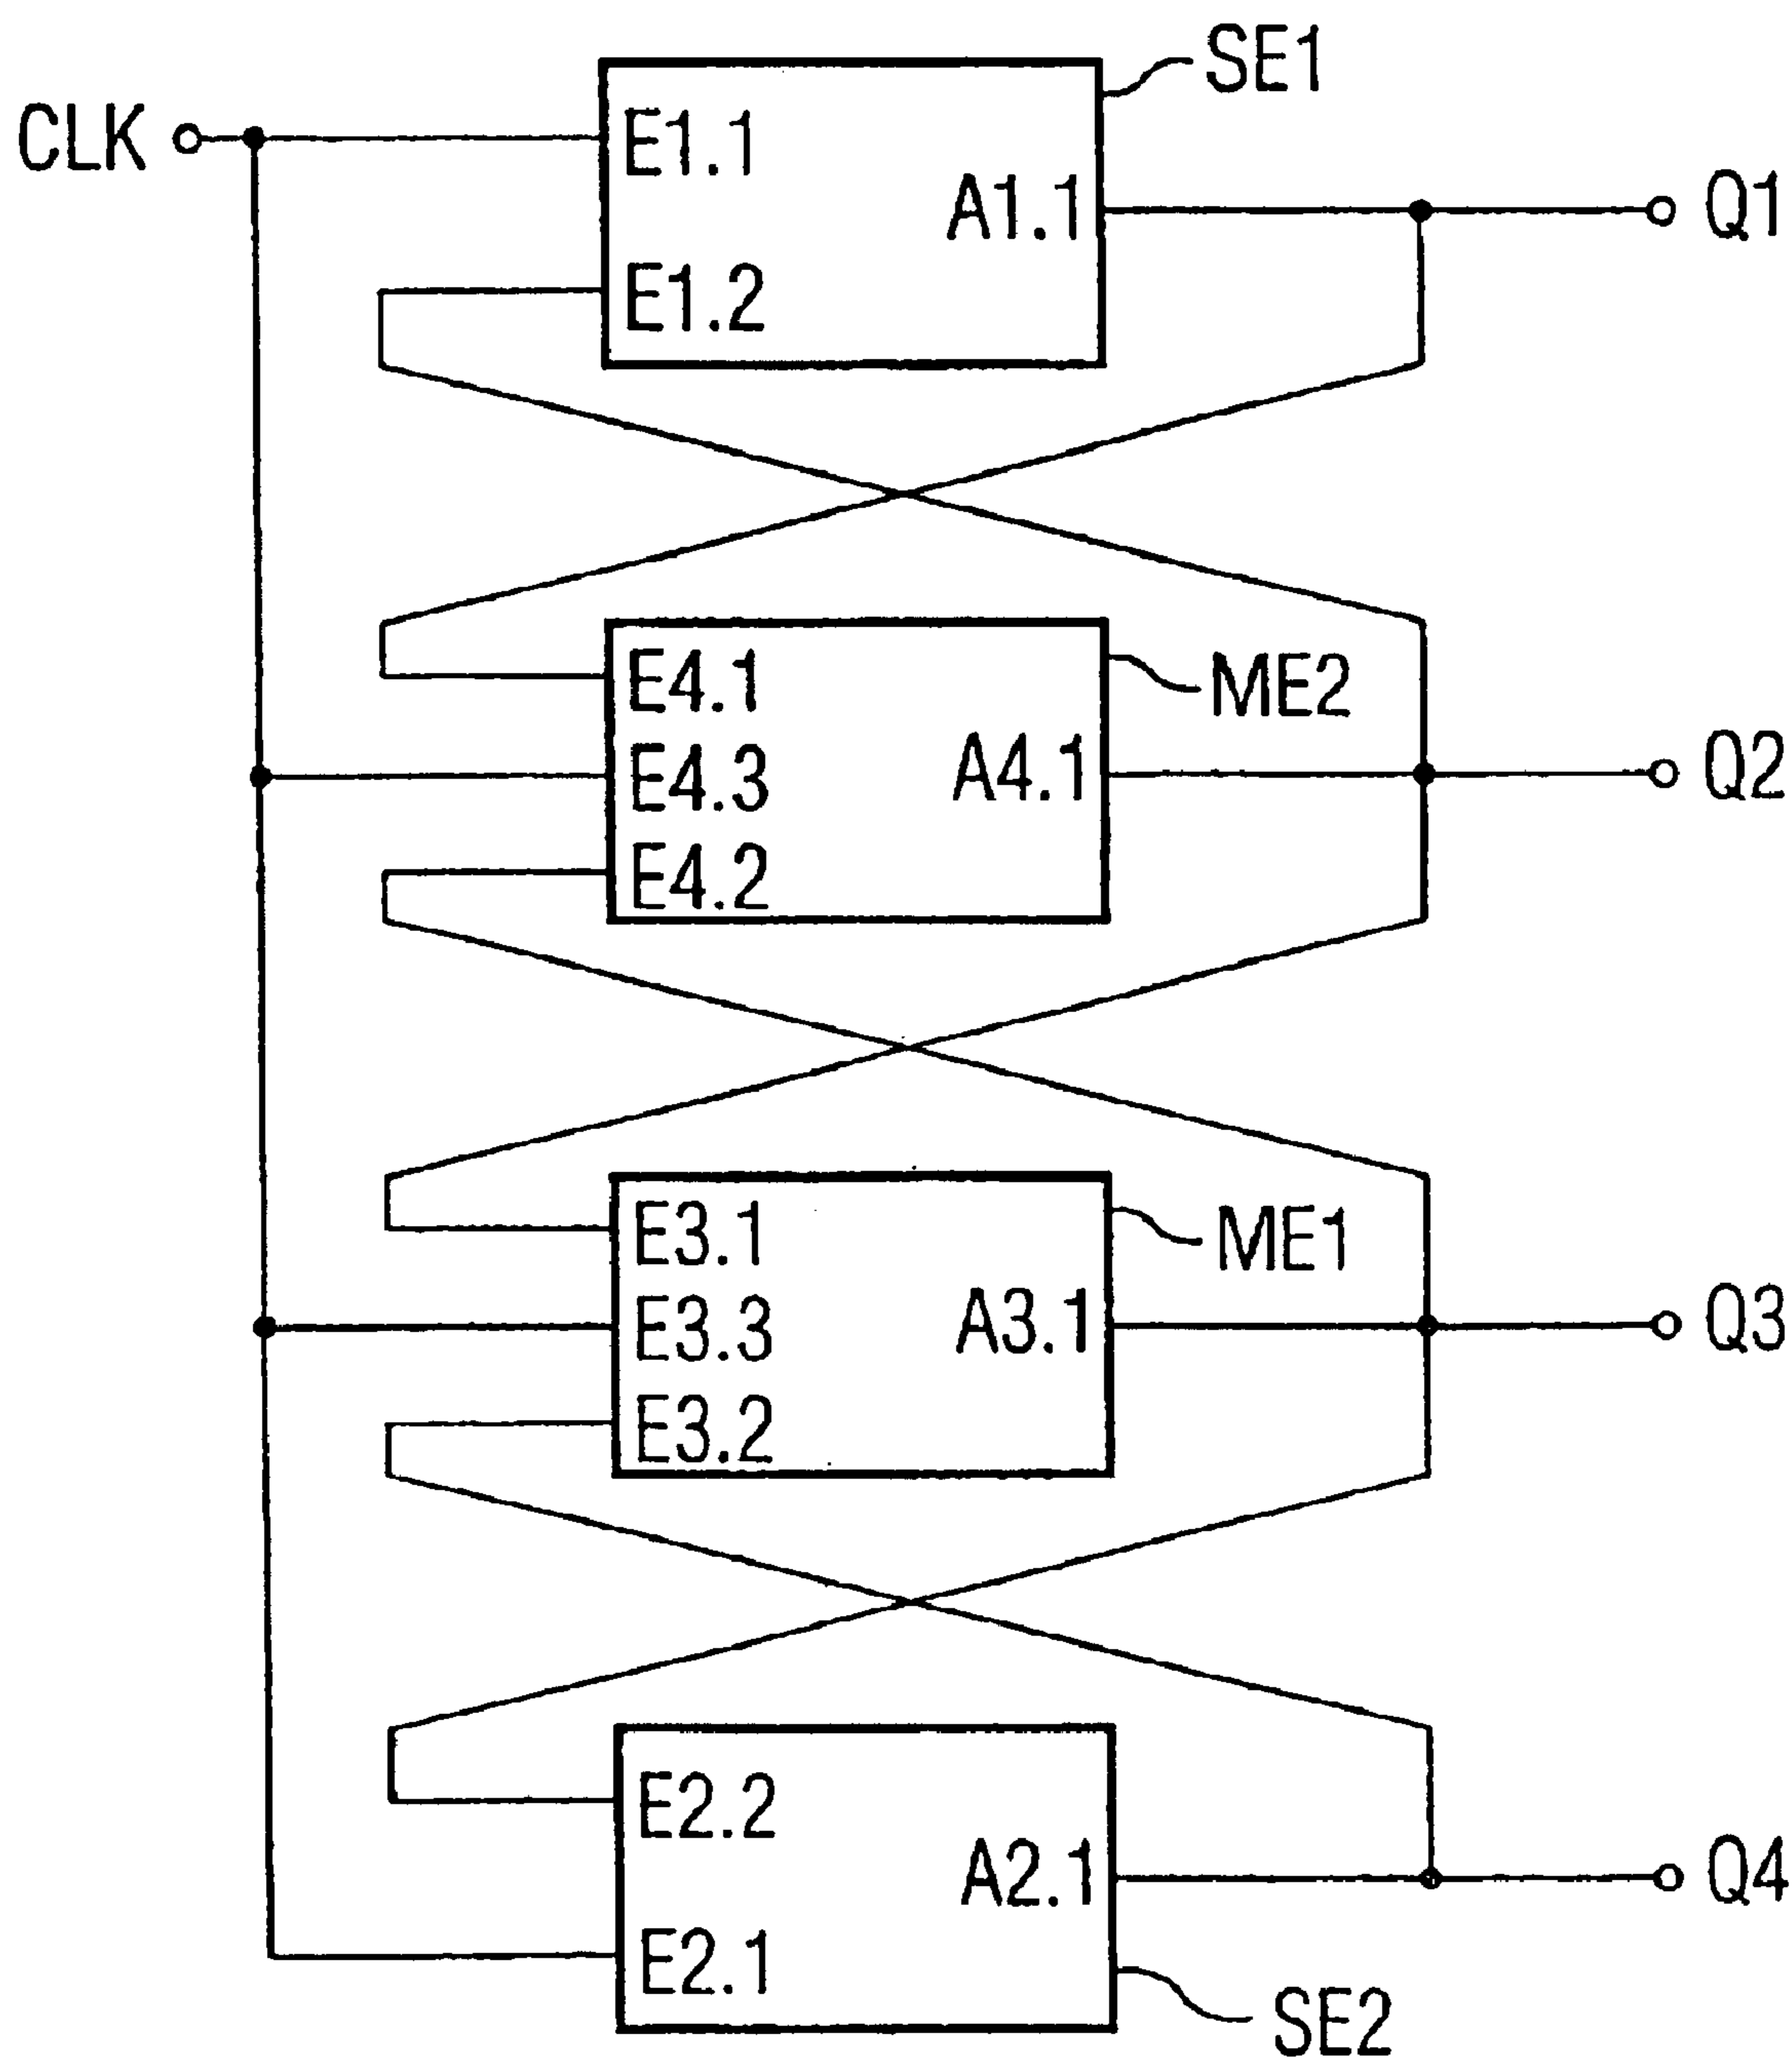 SE1
CLK
E1.1
A1.1
Q1
E1.2
E4.1
ME2
E4.3
A4.1
Q2
E4.2
E3.1
ME1
E3.3
A3.1
Q3
E3.2
E2.2
A2.1
Q4
E2.1
SE2